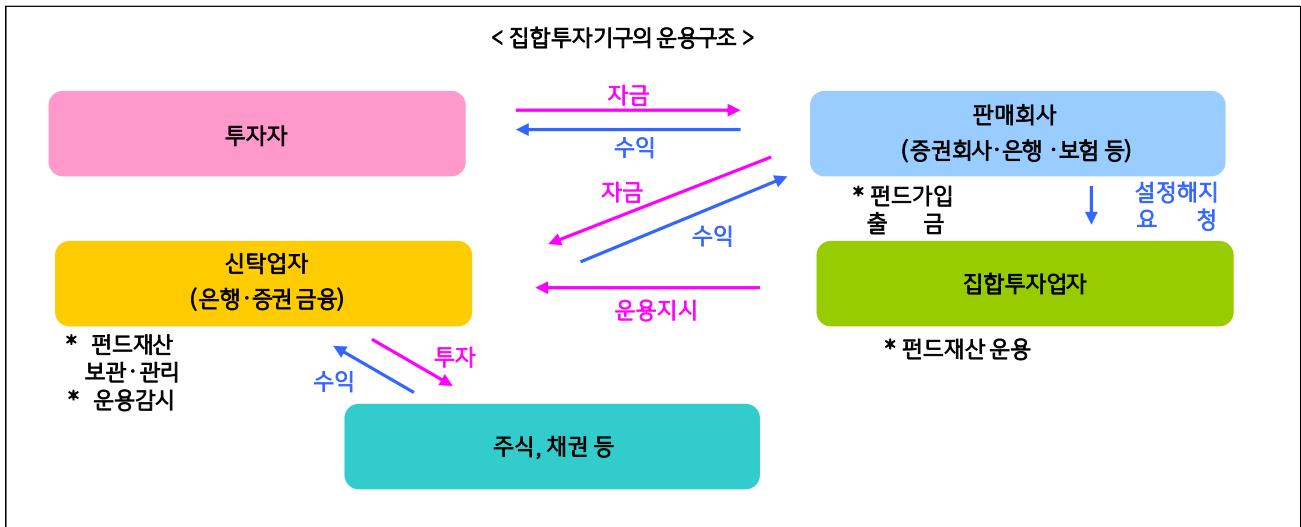 < 집합투자기구의 운용구조 >
자금
투자자
수익
판매회사
(증권회사·은행 ·보험 등)
자금
수익
* 펀드가입
출 금
설정해지
요 청
신탁업자
(은행·증권 금융)
운용지시
집합투자업자
* 펀드재산
보관·관리
* 운용감시
* 펀드재산 운용
투자
수익
주식, 채권 등